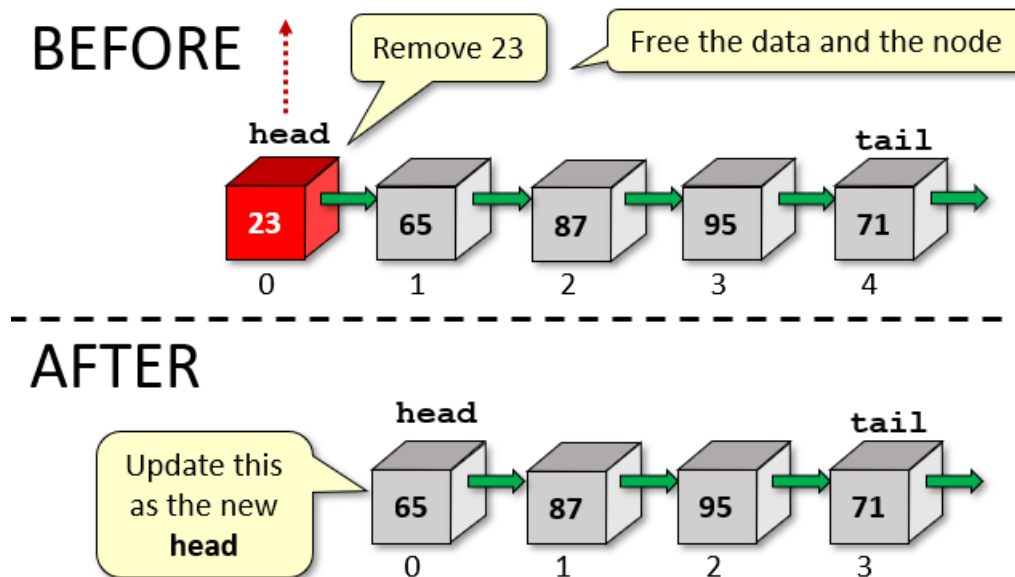 BEFORE
Remove 23
Free the data and the node
head
tail
23
65
87
95
71
0
1
2
3
4
AFTER
head
tail
Update this
as the new
head
65
87
95
71
0
1
2
3